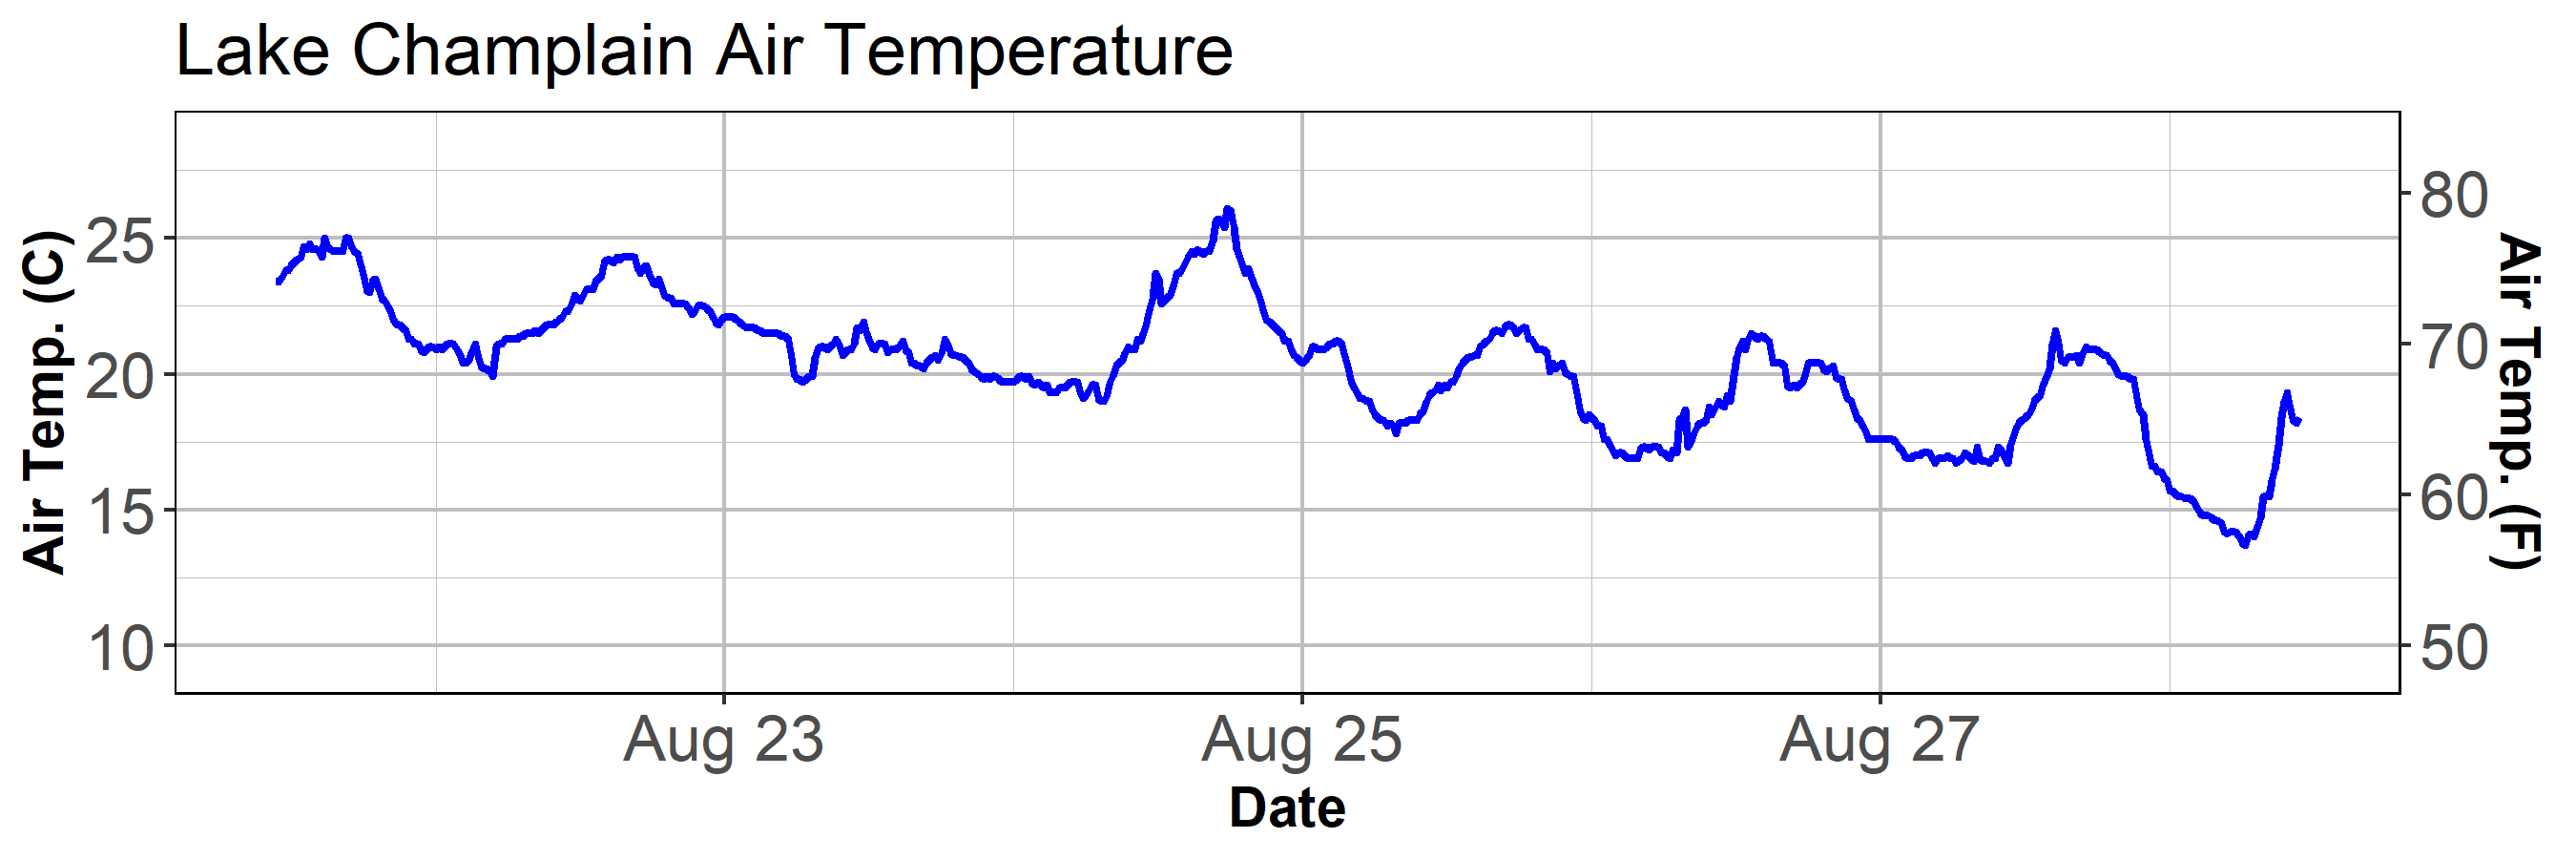 Lake Champlain Air Temperature
Air Temp. (C)
25
20
15
10
80
70
60
50
Air Temp. (F)
Aug 23
Aug 25
Aug 27
Date